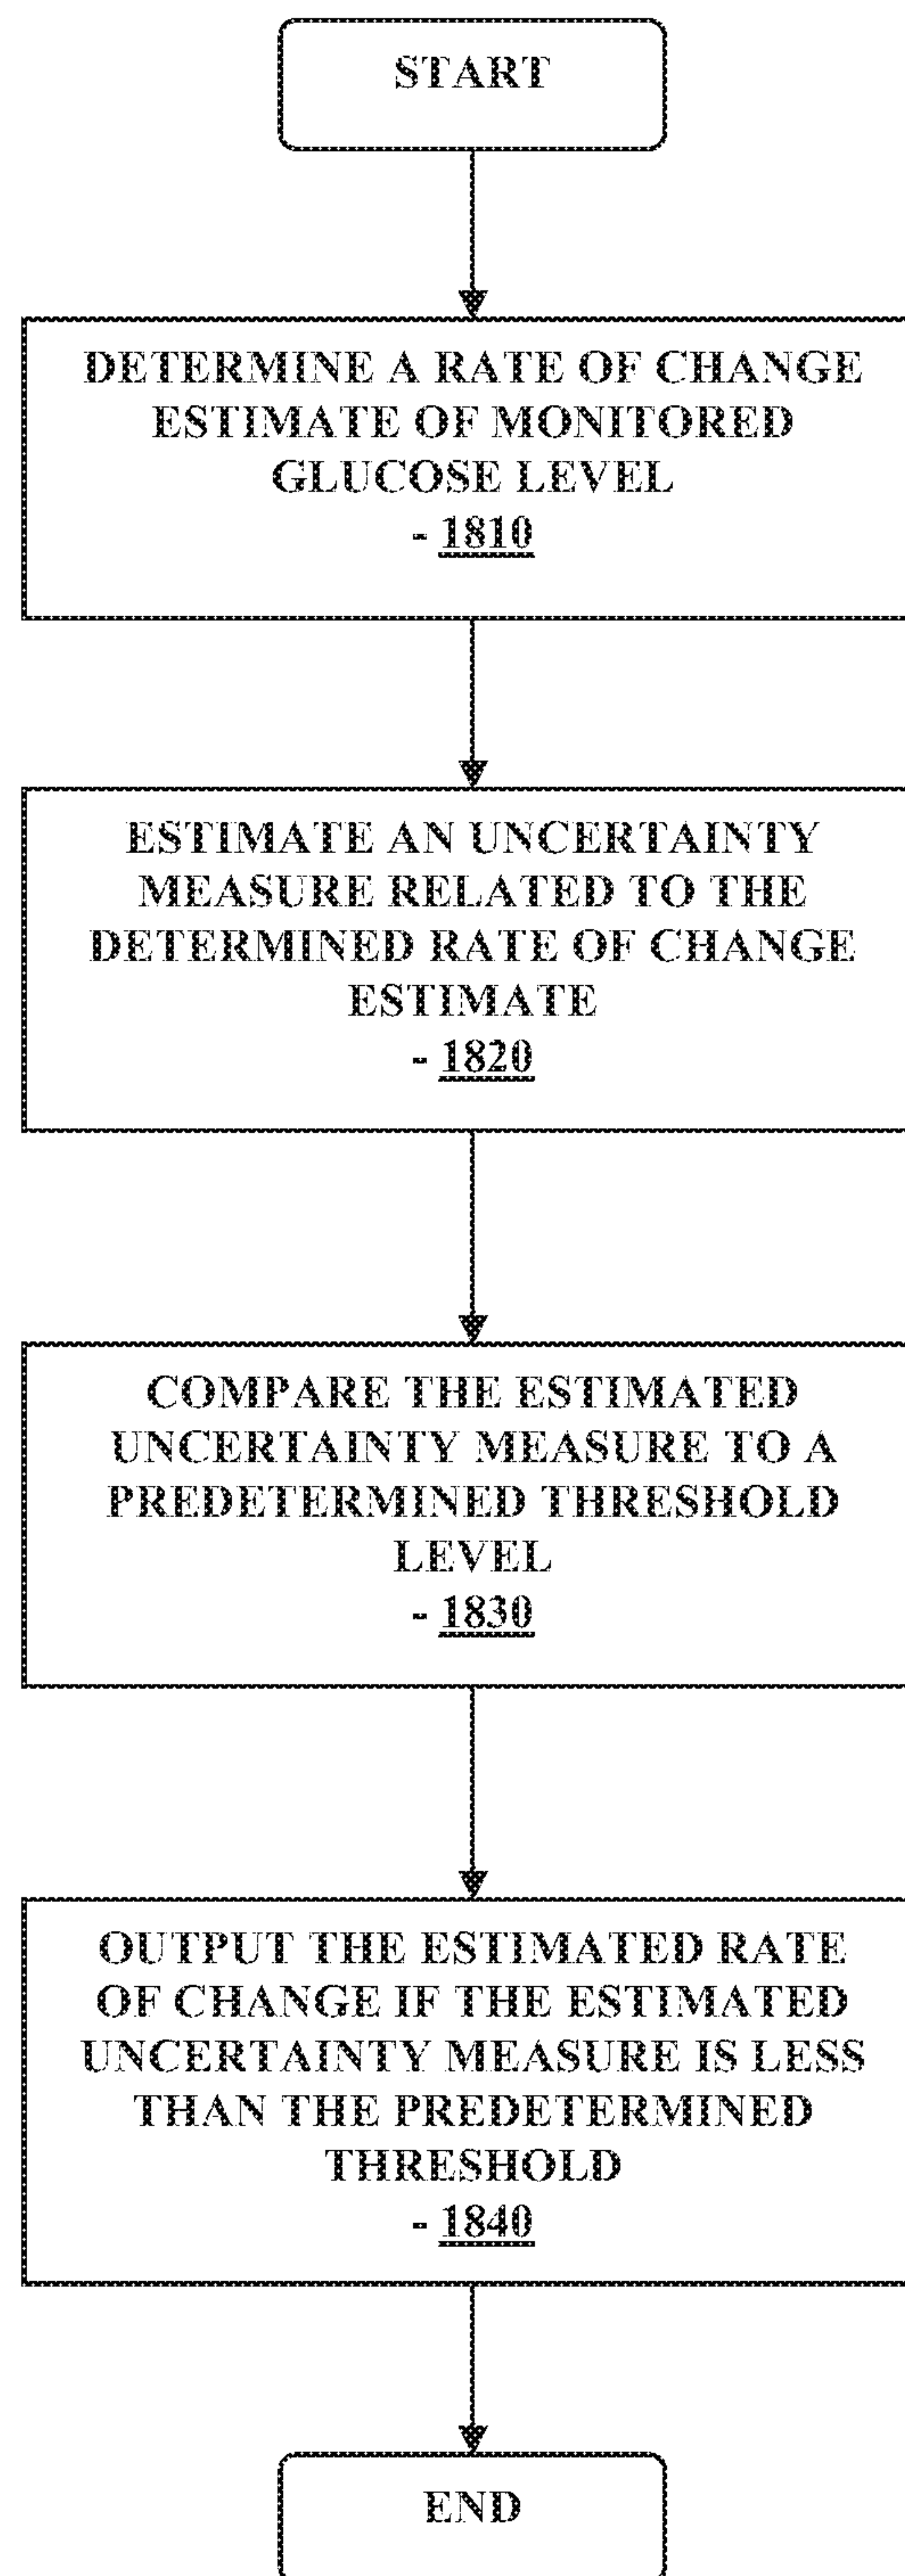 START
DETERMINE A RATE OF CHANGE
ESTIMATE OF MONITORED
GLUCOSE LEVEL
- 1810
ESTIMATE AN UNCERTAINTY
MEASURE RELATED TO THE
DETERMINED RATE OF CHANGE
ESTIMATE
- 1820
COMPARE THE ESTIMATED
UNCERTAINTY MEASURE TO A
PREDETERMINED THRESHOLD
LEVEL
- 1830
OUTPUT THE ESTIMATED RATE
OF CHANGE IF THE ESTIMATED
UNCERTAINTY MEASURE IS LESS
THAN THE PREDETERMINED
THRESHOLD
- 1840
END